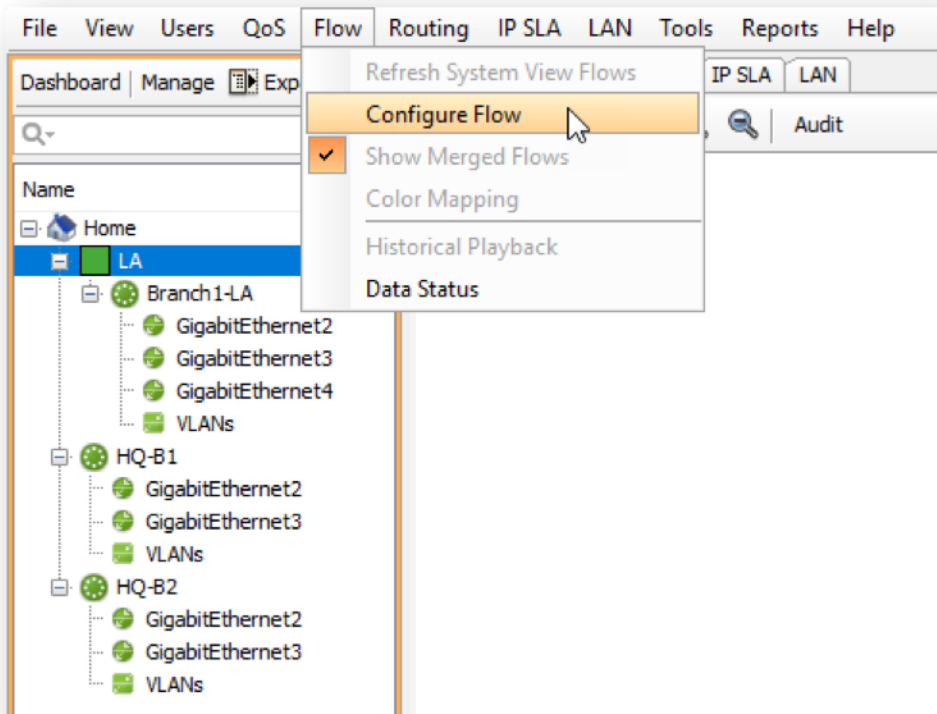 File View Users QoS Flow Routing IP SLA LAN Tools Reports Help
Dashboard Manage Exp
IP SLA LAN
Audit
Refresh System View Flows
Configure Flow
Show Merged Flows
Color Mapping
Historical Playback
Data Status
Name
Home
LA
Branch1-LA
GigabitEthernet2
GigabitEthernet3
GigabitEthernet4
VLANs
HQ-B1
GigabitEthernet2
GigabitEthernet3
VLANs
HQ-B2
GigabitEthernet2
GigabitEthernet3
VLANs